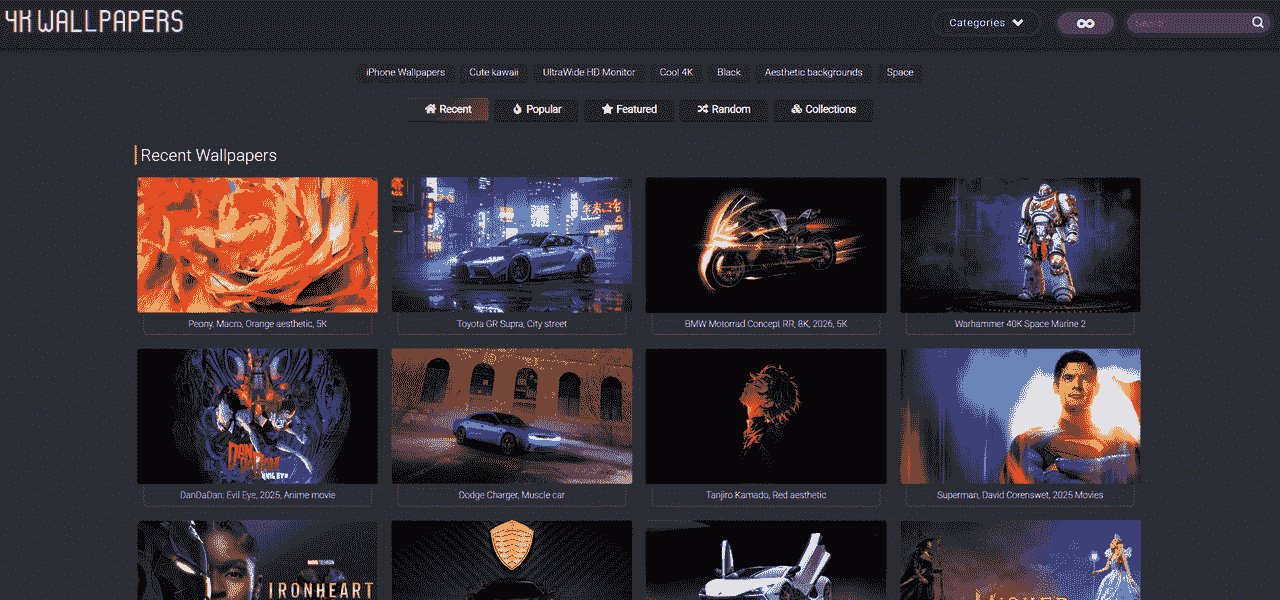 4K WALLPAPERS
Categories
iPhone Wallpapers
Cute kawaii
UltraWide HD Monitor
Cool 4K
Black
Aesthetic backgrounds
Space
Recent
Popular
Featured
Random
Collections
Recent Wallpapers
Peony, Macro, Orange aesthetic, 5K
Toyota GR Supra, City street
BMW Motorrad Concept RR, 8K, 2026, 5K
Warhammer 40K Space Marine 2
DAN
EVIL EYE
DanDaDan: Evil Eye, 2025, Anime movie
Dodge Charger, Muscle car
Tanjiro Kamado, Red aesthetic
Superman, David Corenswet, 2025 Movies
IRONHEART